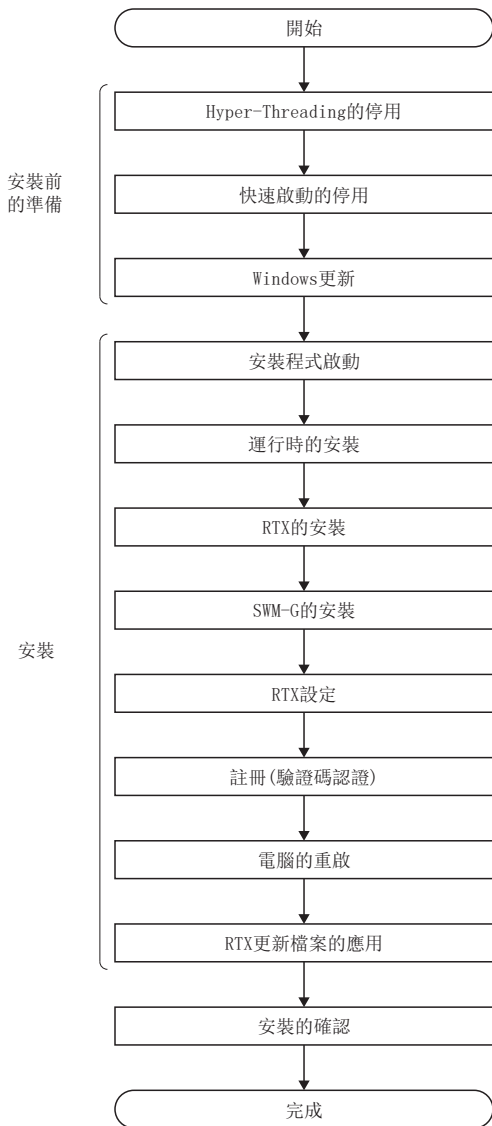 開始
安裝前
的準備
Hyper-Threading的停用
快速啟動的停用
Windows更新
安裝
安裝程式啟動
運行時的安裝
RTX的安裝
SWM-G的安裝
RTX設定
註冊(驗證碼認證)
電腦的重啟
RTX更新檔案的應用
安裝的確認
完成